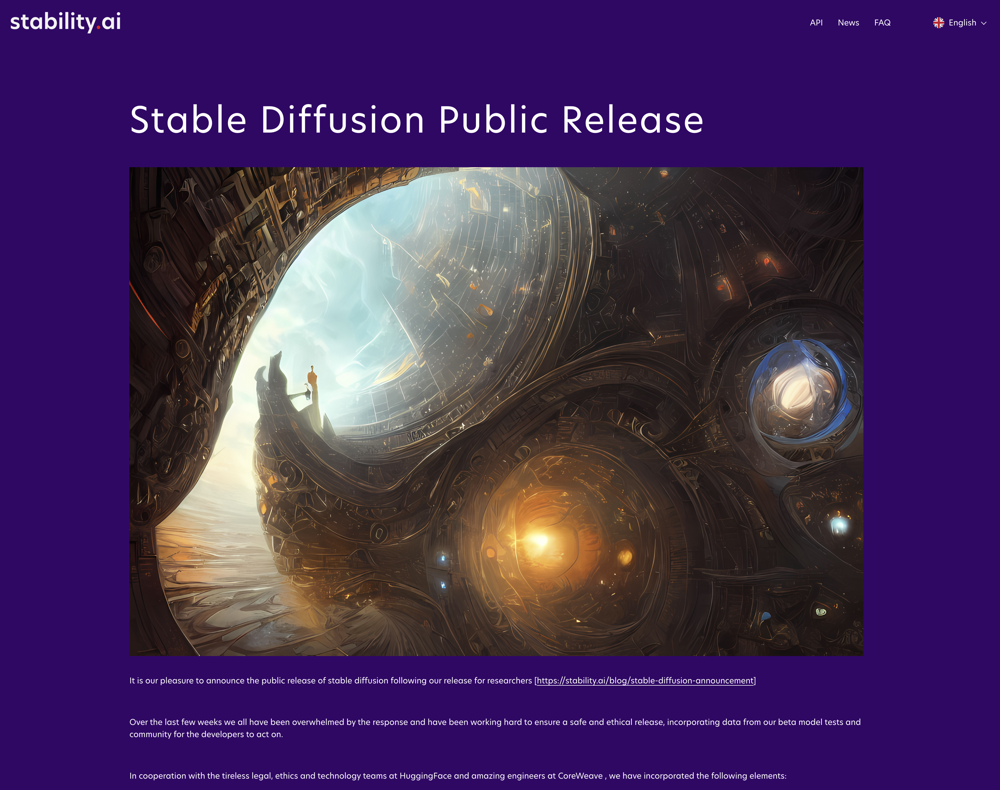 stability.ai
API News FAQ English
Stable Diffusion Public Release
It is our pleasure to announce the public release of stable diffusion following our release for researchers [https://stability.ai/blog/stable-diffusion-announcement]
Over the last few weeks we all have been overwhelmed by the response and have been working hard to ensure a safe and ethical release, incorporating data from our beta model tests and
community for the developers to act on.
In cooperation with the tireless legal, ethics and technology teams at HuggingFace and amazing engineers at CoreWeave , we have incorporated the following elements: